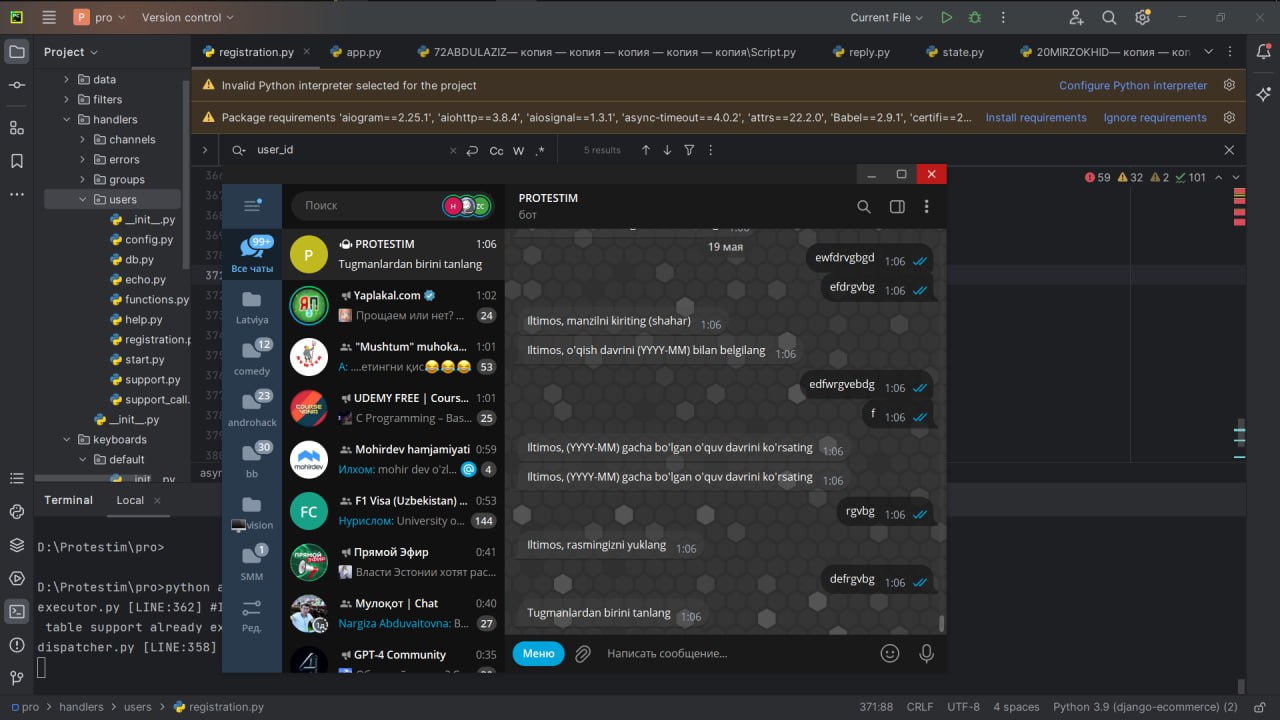 pro
Version control
Current File
Project
registration.py
app.py
72ABDULAZIZ— копия — копия — копия — копия — копия\Script.py
reply.py
state.py
20MIRZOKHID— копия — коп
data
filters
handlers
channels
errors
groups
users
__init__.py
config.py
db.py
echo.py
functions.py
help.py
registration.p
start.py
support.py
support_call.
__init__.py
keyboards
default
__init__.py
Invalid Python interpreter selected for the project
Configure Python interpreter
Package requirements 'aiogram==2.25.1', 'aiohttp==3.8.4', 'aiosignal==1.3.1', 'async-timeout==4.0.2', 'attrs==22.2.0', 'Babel==2.9.1', 'certifi==2...
Install requirements
Ignore requirements
user_id
Cc
W
.*
5 results
59
32
2
101
371
asyn
Поиск
99+
Все чаты
Latviya
12
comedy
23
androhack
30
bb
vision
1
SMM
Ред.
P
PROTESTIM
1:06
Tugmanlardan birini tanlang
Yaplakal.com
1:02
Прощаем или нет? ...
24
"Mushtum" muhoka...
1:01
А: ....етингни қис😂😂😂
53
UDEMY FREE | Cours...
1:01
C Programming – Bas...
25
Mohirdev hamjamiyati
0:59
Илхом: mohir dev o'zl...
@
4
FC
F1 Visa (Uzbekistan) ...
0:53
Нурислом: University o...
144
Прямой Эфир
0:41
Власти Эстонии хотят рас...
Мулоқот | Chat
0:40
Nargiza Abduvaitovna: В...
27
GPT-4 Community
0:35
PROTESTIM
бот
19 мая
ewfdrvgbgd 1:06
efdrgvbg 1:06
Iltimos, manzilni kiriting (shahar) 1:06
Iltimos, o'qish davrini (YYYY-MM) bilan belgilang 1:06
edfwrgvebdg 1:06
f 1:06
Iltimos, (YYYY-MM) gacha bo'lgan o'quv davrini ko'rsating 1:06
Iltimos, (YYYY-MM) gacha bo'lgan o'quv davrini ko'rsating 1:06
rgvbg 1:06
Iltimos, rasmingizni yuklang 1:06
defrgvbg 1:06
Tugmanlardan birini tanlang 1:06
Меню
Написать сообщение...
Terminal
Local
D:\Protestim\pro>
D:\Protestim\pro>python a
executor.py [LINE:362] #I
table support already ex
dispatcher.py [LINE:358]
pro
handlers
users
registration.py
371:88
CRLF
UTF-8
4 spaces
Python 3.9 (django-ecommerce) (2)